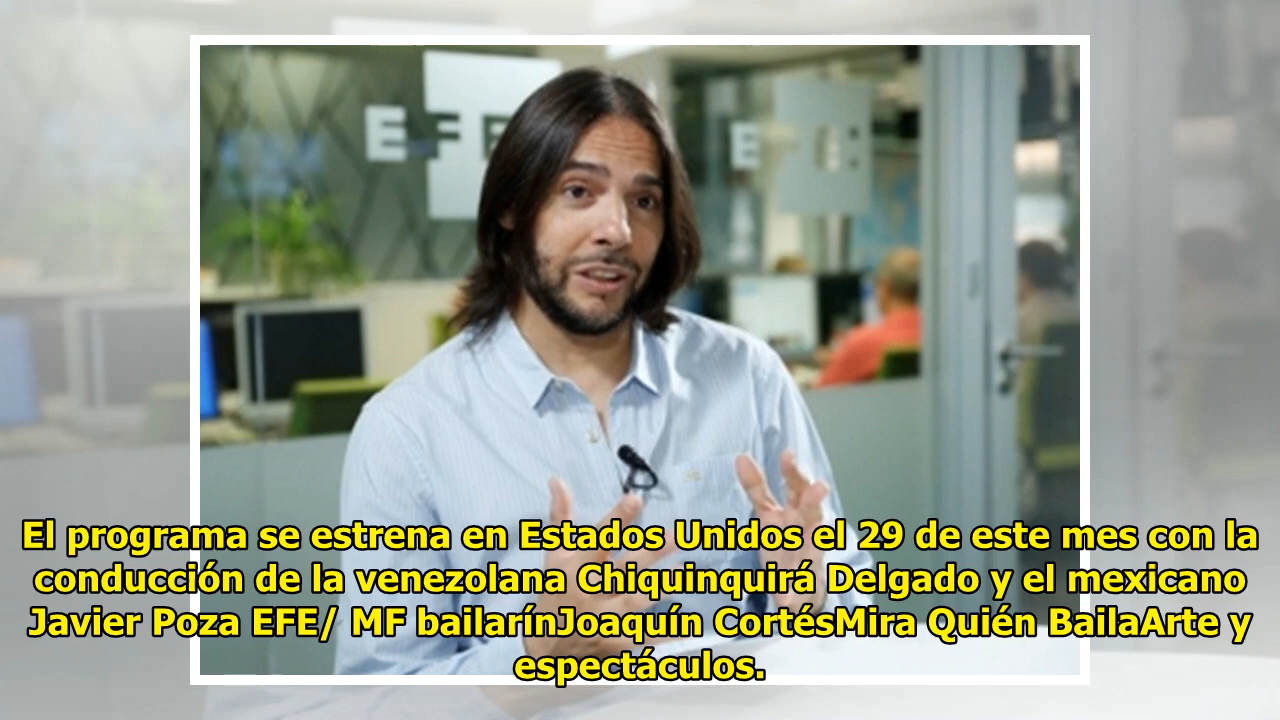 EFE
E E:
El programa se estrena en Estados Unidos el 29 de este mes con la
conducción de la venezolana Chiquinquirá Delgado y el mexicano
Javier Poza EFE/ MF bailarínJoaquín CortésMira Quién BailaArte y
espectáculos.